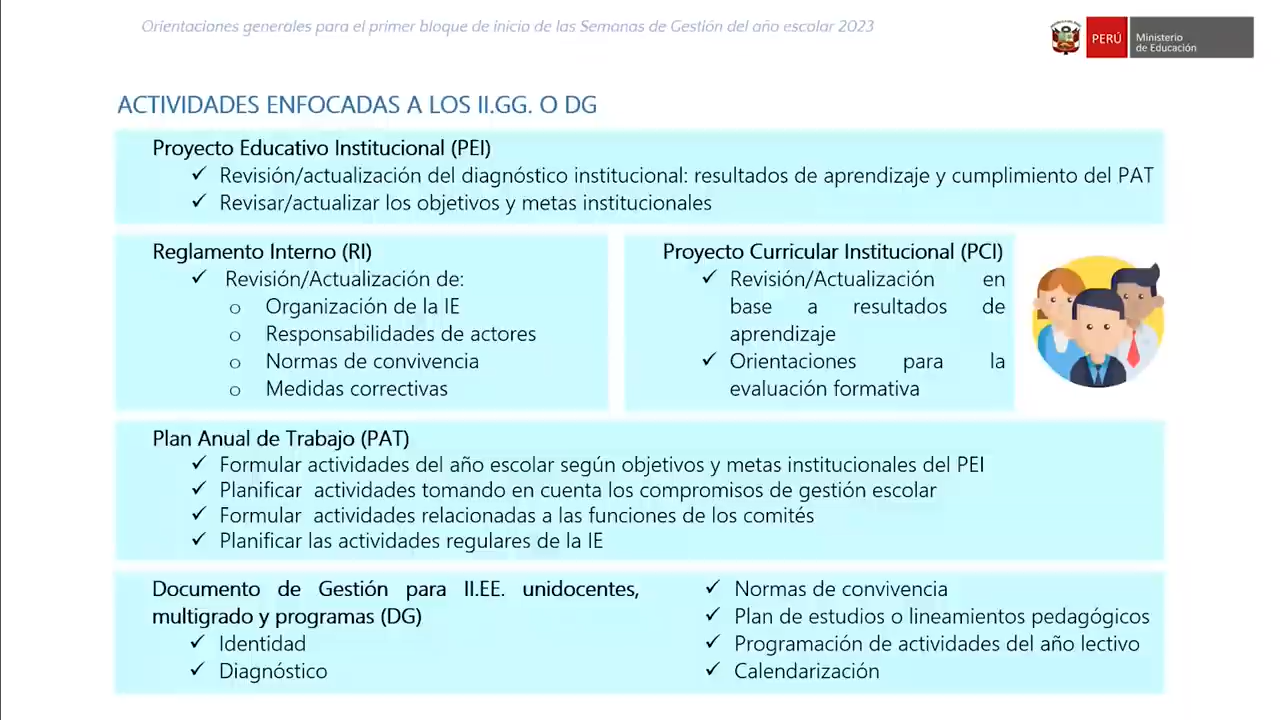 Orientaciones generales para el primer bloque de inicio de las Semanas de Gestión del año escolar 2023
PERÚ
Ministerio
de Educación
ACTIVIDADES ENFOCADAS A LOS II.GG. O DG
Proyecto Educativo Institucional (PEI)
✓ Revisión/actualización del diagnóstico institucional: resultados de aprendizaje y cumplimiento del PAT
✓ Revisar/actualizar los objetivos y metas institucionales
Reglamento Interno (RI)
✓ Revisión/Actualización de:
o Organización de la IE
o Responsabilidades de actores
o Normas de convivencia
o Medidas correctivas
Proyecto Curricular Institucional (PCI)
✓ Revisión/Actualización en
base a resultados de
aprendizaje
✓ Orientaciones para la
evaluación formativa
Plan Anual de Trabajo (PAT)
✓ Formular actividades del año escolar según objetivos y metas institucionales del PEI
✓ Planificar actividades tomando en cuenta los compromisos de gestión escolar
✓ Formular actividades relacionadas a las funciones de los comités
✓ Planificar las actividades regulares de la IE
Documento de Gestión para II.EE. unidocentes,
multigrado y programas (DG)
✓ Identidad
✓ Diagnóstico
✓ Normas de convivencia
✓ Plan de estudios o lineamientos pedagógicos
✓ Programación de actividades del año lectivo
✓ Calendarización